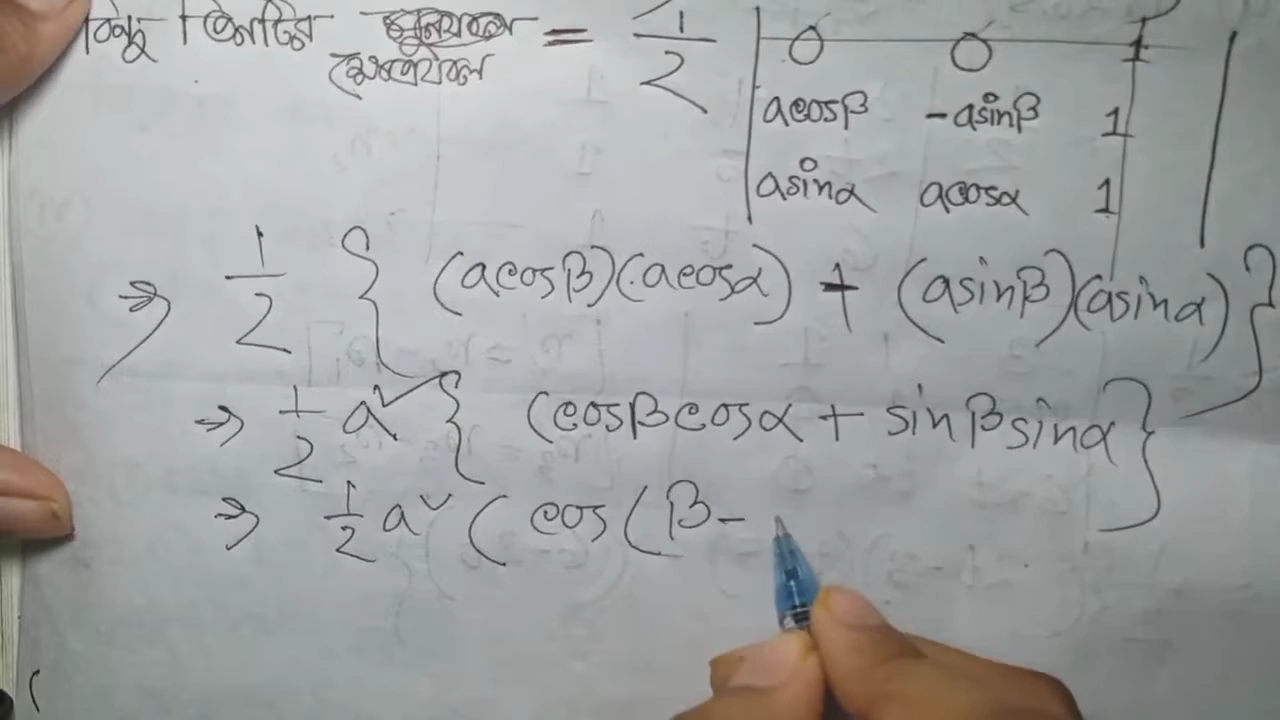 বিন্দু তিনটির = 1/2 | 0 0 1
acosβ -asinβ 1
asinα acosα 1 |
⇒ 1/2 { (acosβ)(acosα) + (asinβ)(asinα) }
⇒ 1/2 a² { (cosβcosα + sinβsinα }
⇒ 1/2 a² ( cos(β-